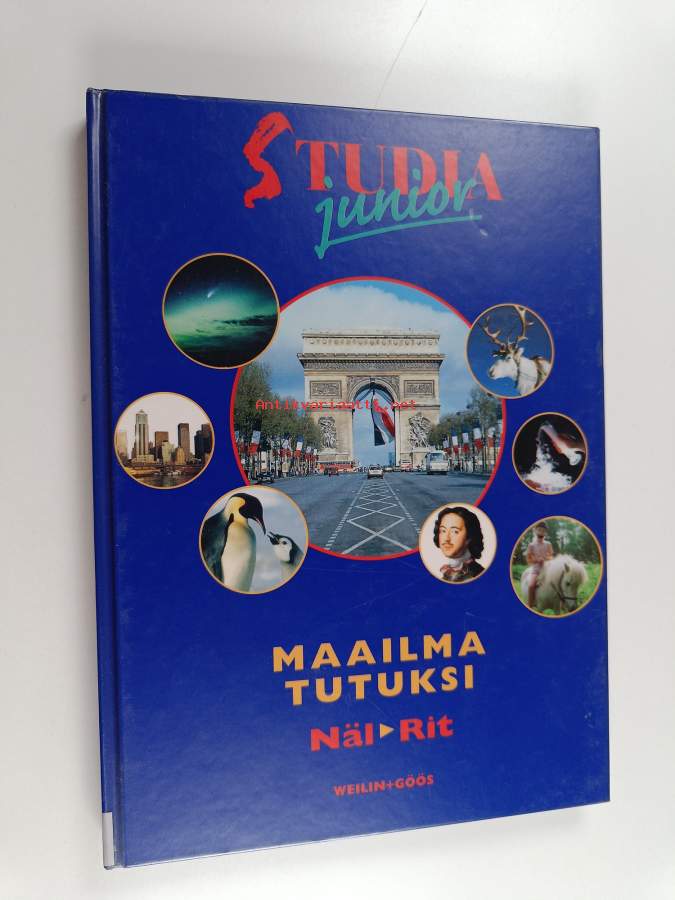 STUDIA
junior
Antikvariaatti.net
MAAILMA
TUTUKSI
Näl▸Rit
WEILIN+GÖÖS